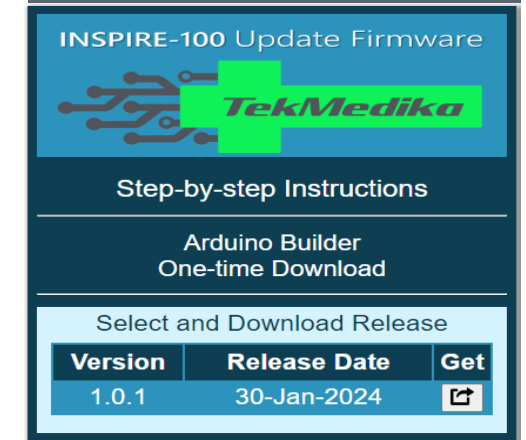 INSPIRE-100 Update Firmware
TekMedika
Step-by-step Instructions
Arduino Builder
One-time Download
Select and Download Release
Version Release Date Get
1.0.1 30-Jan-2024